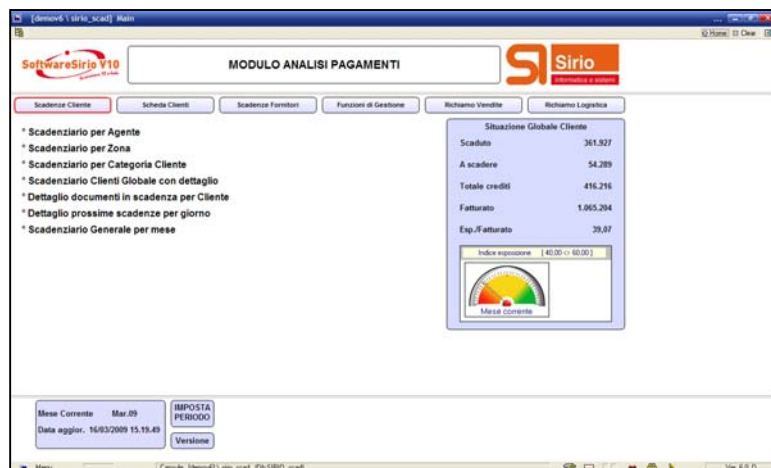 [demov6 \ sirio_scad] Main
Home Clear
SoftwareSirio V10
MODULO ANALISI PAGAMENTI
SI Sirio
informatica e sistemi
Scadenze Cliente Scheda Clienti Scadenze Fornitori Funzioni di Gestione Richiamo Vendite Richiamo Logistica
* Scadenziario per Agente
* Scadenziario per Zona
* Scadenziario per Categoria Cliente
* Scadenziario Clienti Globale con dettaglio
* Dettaglio documenti in scadenza per Cliente
* Dettaglio prossime scadenze per giorno
* Scadenziario Generale per mese
Situazione Globale Cliente
Scaduto 361.927
A scadere 54.289
Totale crediti 416.216
Fatturato 1.065.204
Esp./Fatturato 39,07
Indice esposizione [ 40,00 <> 60,00 ]
Mese corrente
Mese Corrente Mar.09
Data aggior. 16/03/2009 15.19.49
IMPOSTA PERIODO
Versione
Menu